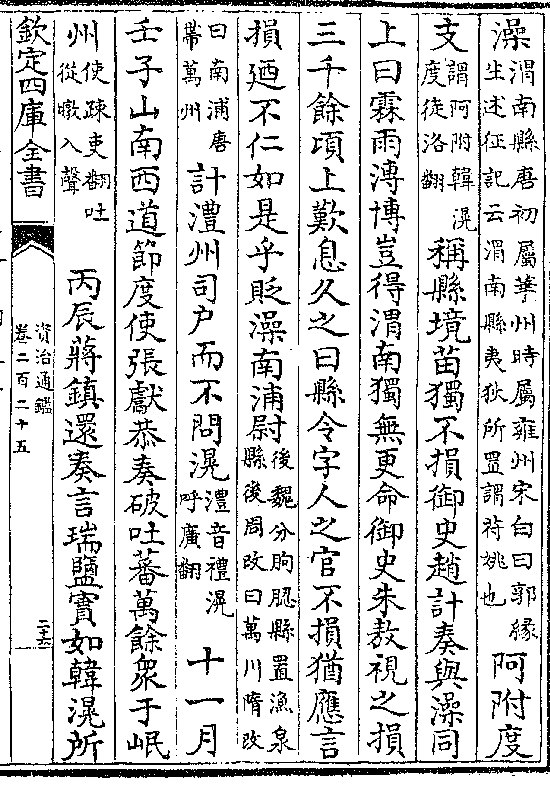 澡渭南縣唐初屬華州時屬雍州宋白曰郭緣
生述征記云渭南縣夷狄所置謂苻姚也阿附度
支謂阿附韓滉
度徒洛翻稱縣境苗獨不損御史趙計奏與澡同
上曰霖雨溥博豈得渭南獨無更命御史朱敖視之損
三千餘頃上歎息久之曰縣令字人之官不損猶應言
損廼不仁如是乎貶澡南浦尉後魏分朐䏰縣置漁泉
縣後周改曰萬川隋改
曰南浦唐
帶萬州計澧州司户而不問滉澧音禮滉
呼廣翻十一月
壬子山南西道節度使張獻恭奏破吐蕃萬餘衆于岷
州使疎吏翻吐
從暾入聲丙辰蔣鎮還奏言瑞鹽實如韓滉所
欽定四庫全書
資治通鑑
卷二百二十五